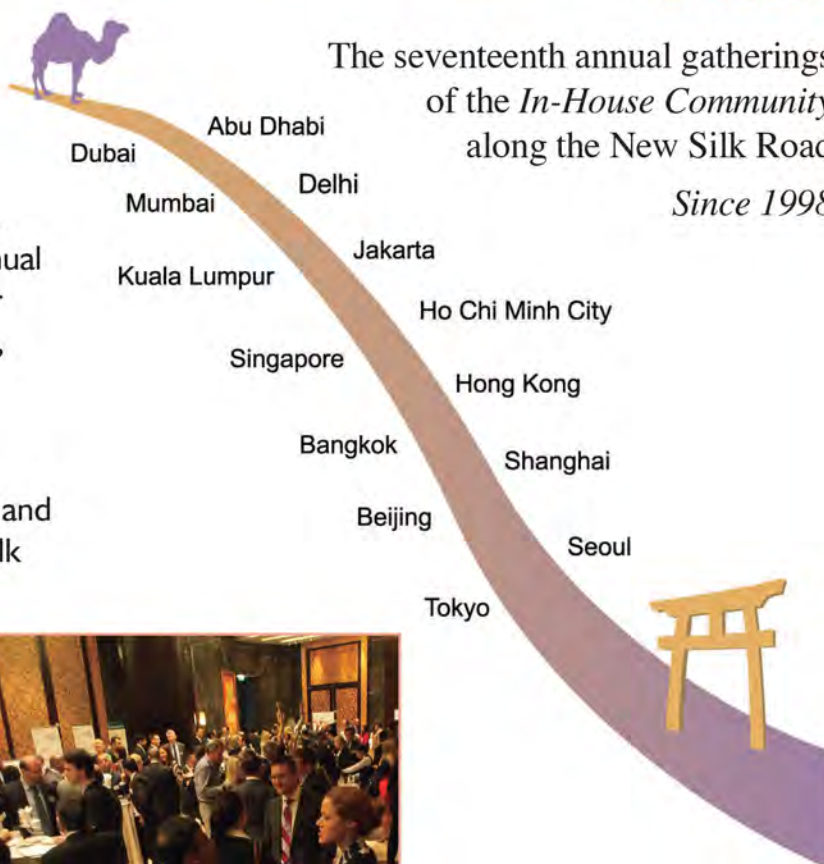 The seventeenth annual gatherings
of the In-House Community
along the New Silk Road
Since 1998
Abu Dhabi
Dubai
Delhi
Mumbai
Jakarta
Kuala Lumpur
Ho Chi Minh City
Singapore
Hong Kong
Bangkok
Shanghai
Beijing
Seoul
Tokyo
and